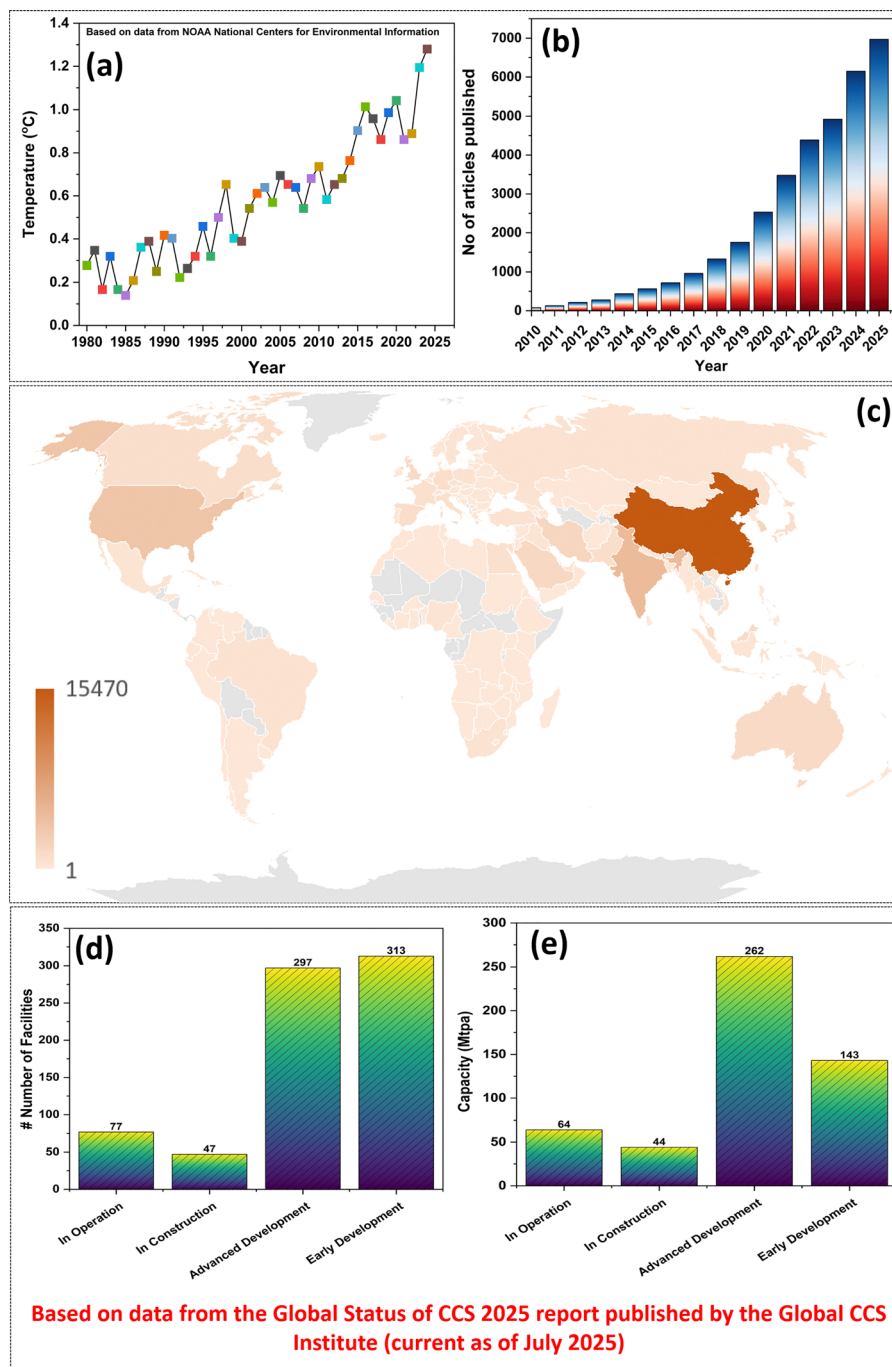 Based on data from NOAA National Centers for Environmental Information
(a)
1.4
1.2
1.0
0.8
0.6
0.4
0.2
0.0
Temperature (°C)
1980 1985 1990 1995 2000 2005 2010 2015 2020 2025
Year
(b)
7000
6000
5000
4000
3000
2000
1000
0
No of articles published
2010 2011 2012 2013 2014 2015 2016 2017 2018 2019 2020 2021 2022 2023 2024 2025
Year
(c)
15470
1
(d)
350
300
250
200
150
100
50
0
# Number of Facilities
77
47
297
313
In Operation
In Construction
Advanced Development
Early Development
(e)
300
250
200
150
100
50
0
Capacity (Mtpa)
64
44
262
143
In Operation
In Construction
Advanced Development
Early Development
Based on data from the Global Status of CCS 2025 report published by the Global CCS
Institute (current as of July 2025)